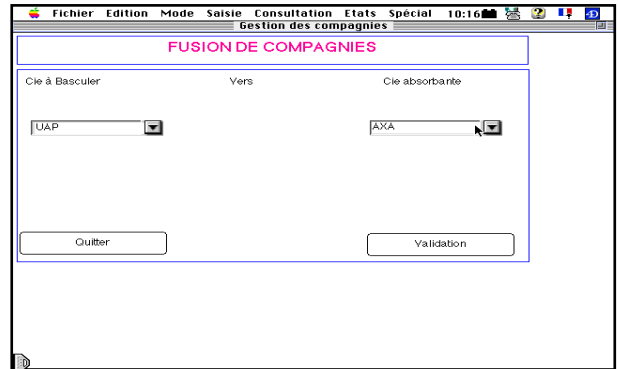 Fichier Edition Mode Saisie Consultation Etats Spécial 10:16
Gestion des compagnies
FUSION DE COMPAGNIES
Cie à Basculer Vers Cie absorbante
UAP AXA
Quitter Validation